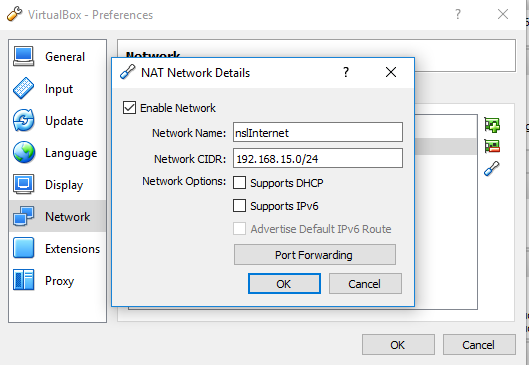 VirtualBox - Preferences
General
Input
Update
Language
Display
Network
Extensions
Proxy
Network
NAT Network Details
Enable Network
Network Name: nslInternet
Network CIDR: 192.168.15.0/24
Network Options: Supports DHCP
Supports IPv6
Advertise Default IPv6 Route
Port Forwarding
OK Cancel
OK Cancel